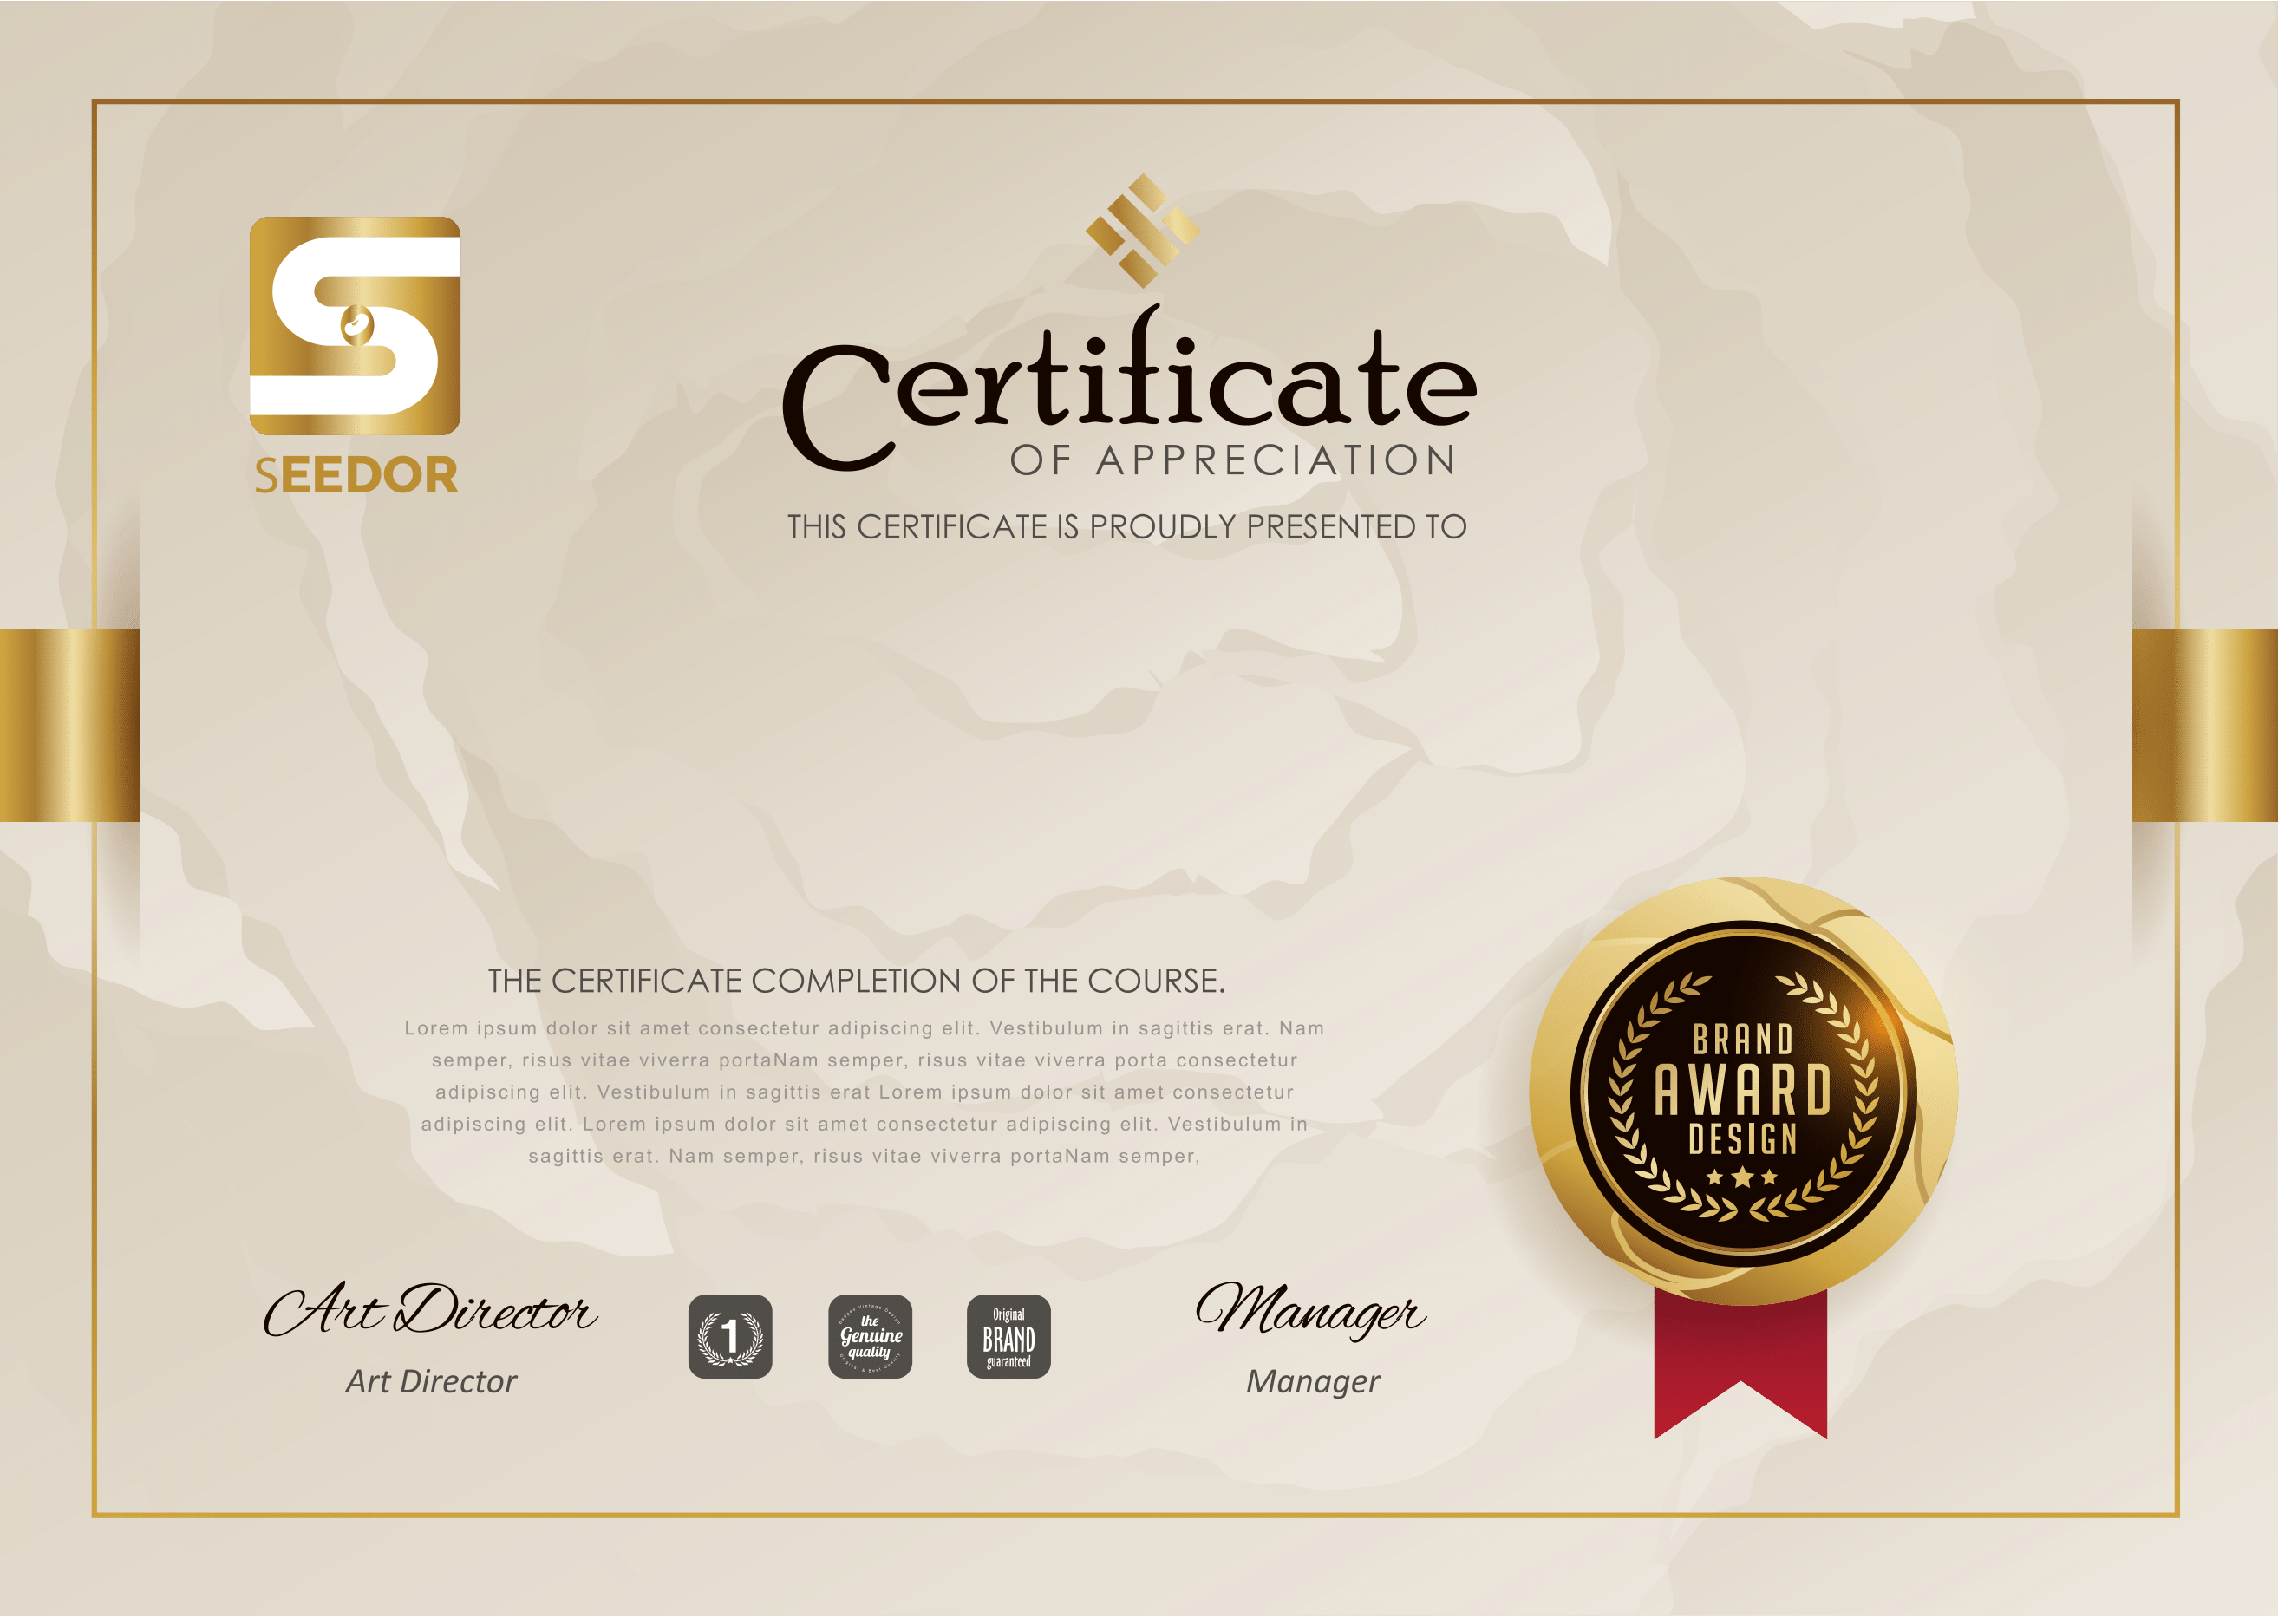 SEEDOR
Certificate
OF APPRECIATION
THIS CERTIFICATE IS PROUDLY PRESENTED TO
THE CERTIFICATE COMPLETION OF THE COURSE.
Lorem ipsum dolor sit amet consectetur adipiscing elit. Vestibulum in sagittis erat. Nam
semper, risus vitae viverra portaNam semper, risus vitae viverra porta consectetur
adipiscing elit. Vestibulum in sagittis erat Lorem ipsum dolor sit amet consectetur
adipiscing elit. Lorem ipsum dolor sit amet consectetur adipiscing elit. Vestibulum in
sagittis erat. Nam semper, risus vitae viverra portaNam semper,
BRAND
AWARD
DESIGN
Art Director
Art Director
1
the
Genuine
quality
Original & Best Quality
Original
BRAND
guaranteed
Manager
Manager